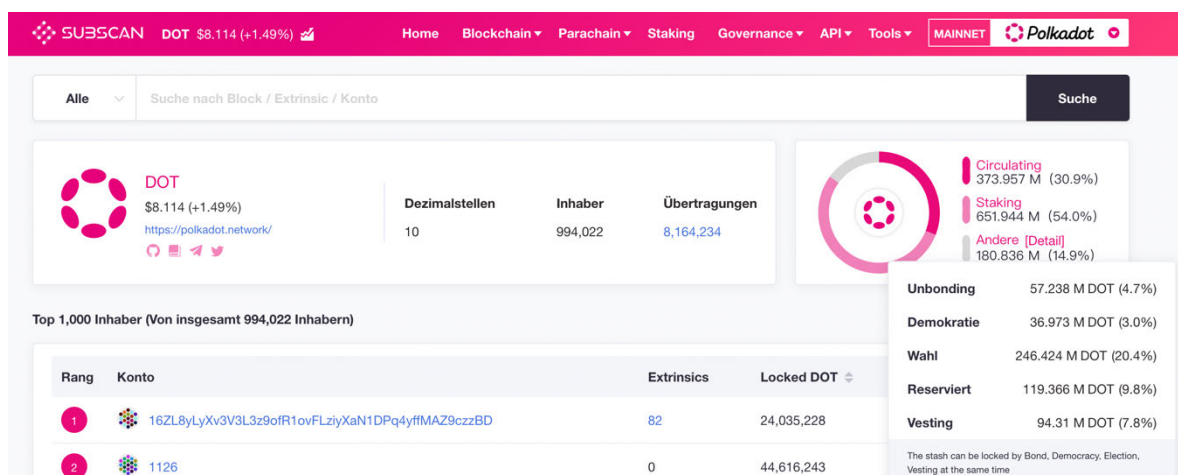 SUBSCAN DOT $8.114 (+1.49%) Home Blockchain Parachain Staking Governance API Tools MAINNET Polkadot
Alle Suche nach Block / Extrinsic / Konto Suche
DOT
$8.114 (+1.49%)
https://polkadot.network/
Dezimalstellen Inhaber Übertragungen
10 994,022 8,164,234
Circulating
373.957 M (30.9%)
Staking
651.944 M (54.0%)
Andere [Detail]
180.836 M (14.9%)
Unbonding 57.238 M DOT (4.7%)
Demokratie 36.973 M DOT (3.0%)
Wahl 246.424 M DOT (20.4%)
Reserviert 119.366 M DOT (9.8%)
Vesting 94.31 M DOT (7.8%)
The stash can be locked by Bond, Democracy, Election,
Vesting at the same time
Top 1,000 Inhaber (Von insgesamt 994,022 Inhabern)
Rang Konto Extrinsics Locked DOT
1 16ZL8yLyXv3V3L3z9ofR1ovFLziyXaN1DPq4yffMAZ9czzBD 82 24,035,228
2 1126 0 44,616,243